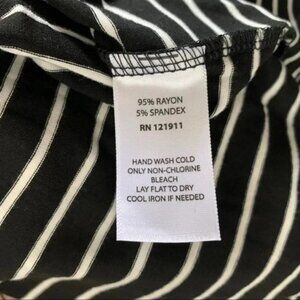 95% RAYON
5% SPANDEX
RN 121911
HAND WASH COLD
ONLY NON-CHLORINE
BLEACH
LAY FLAT TO DRY
COOL IRON IF NEEDED